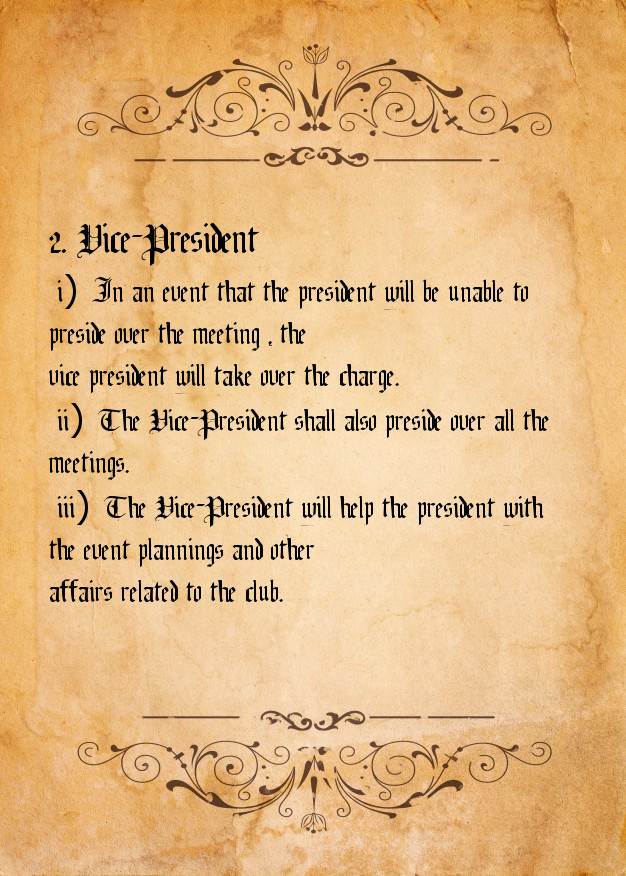 2. Vice-President
i) In an event that the president will be unable to
preside over the meeting , the
vice president will take over the charge.
ii) The Vice-President shall also preside over all the
meetings.
iii) The Vice-President will help the president with
the event plannings and other
affairs related to the club.